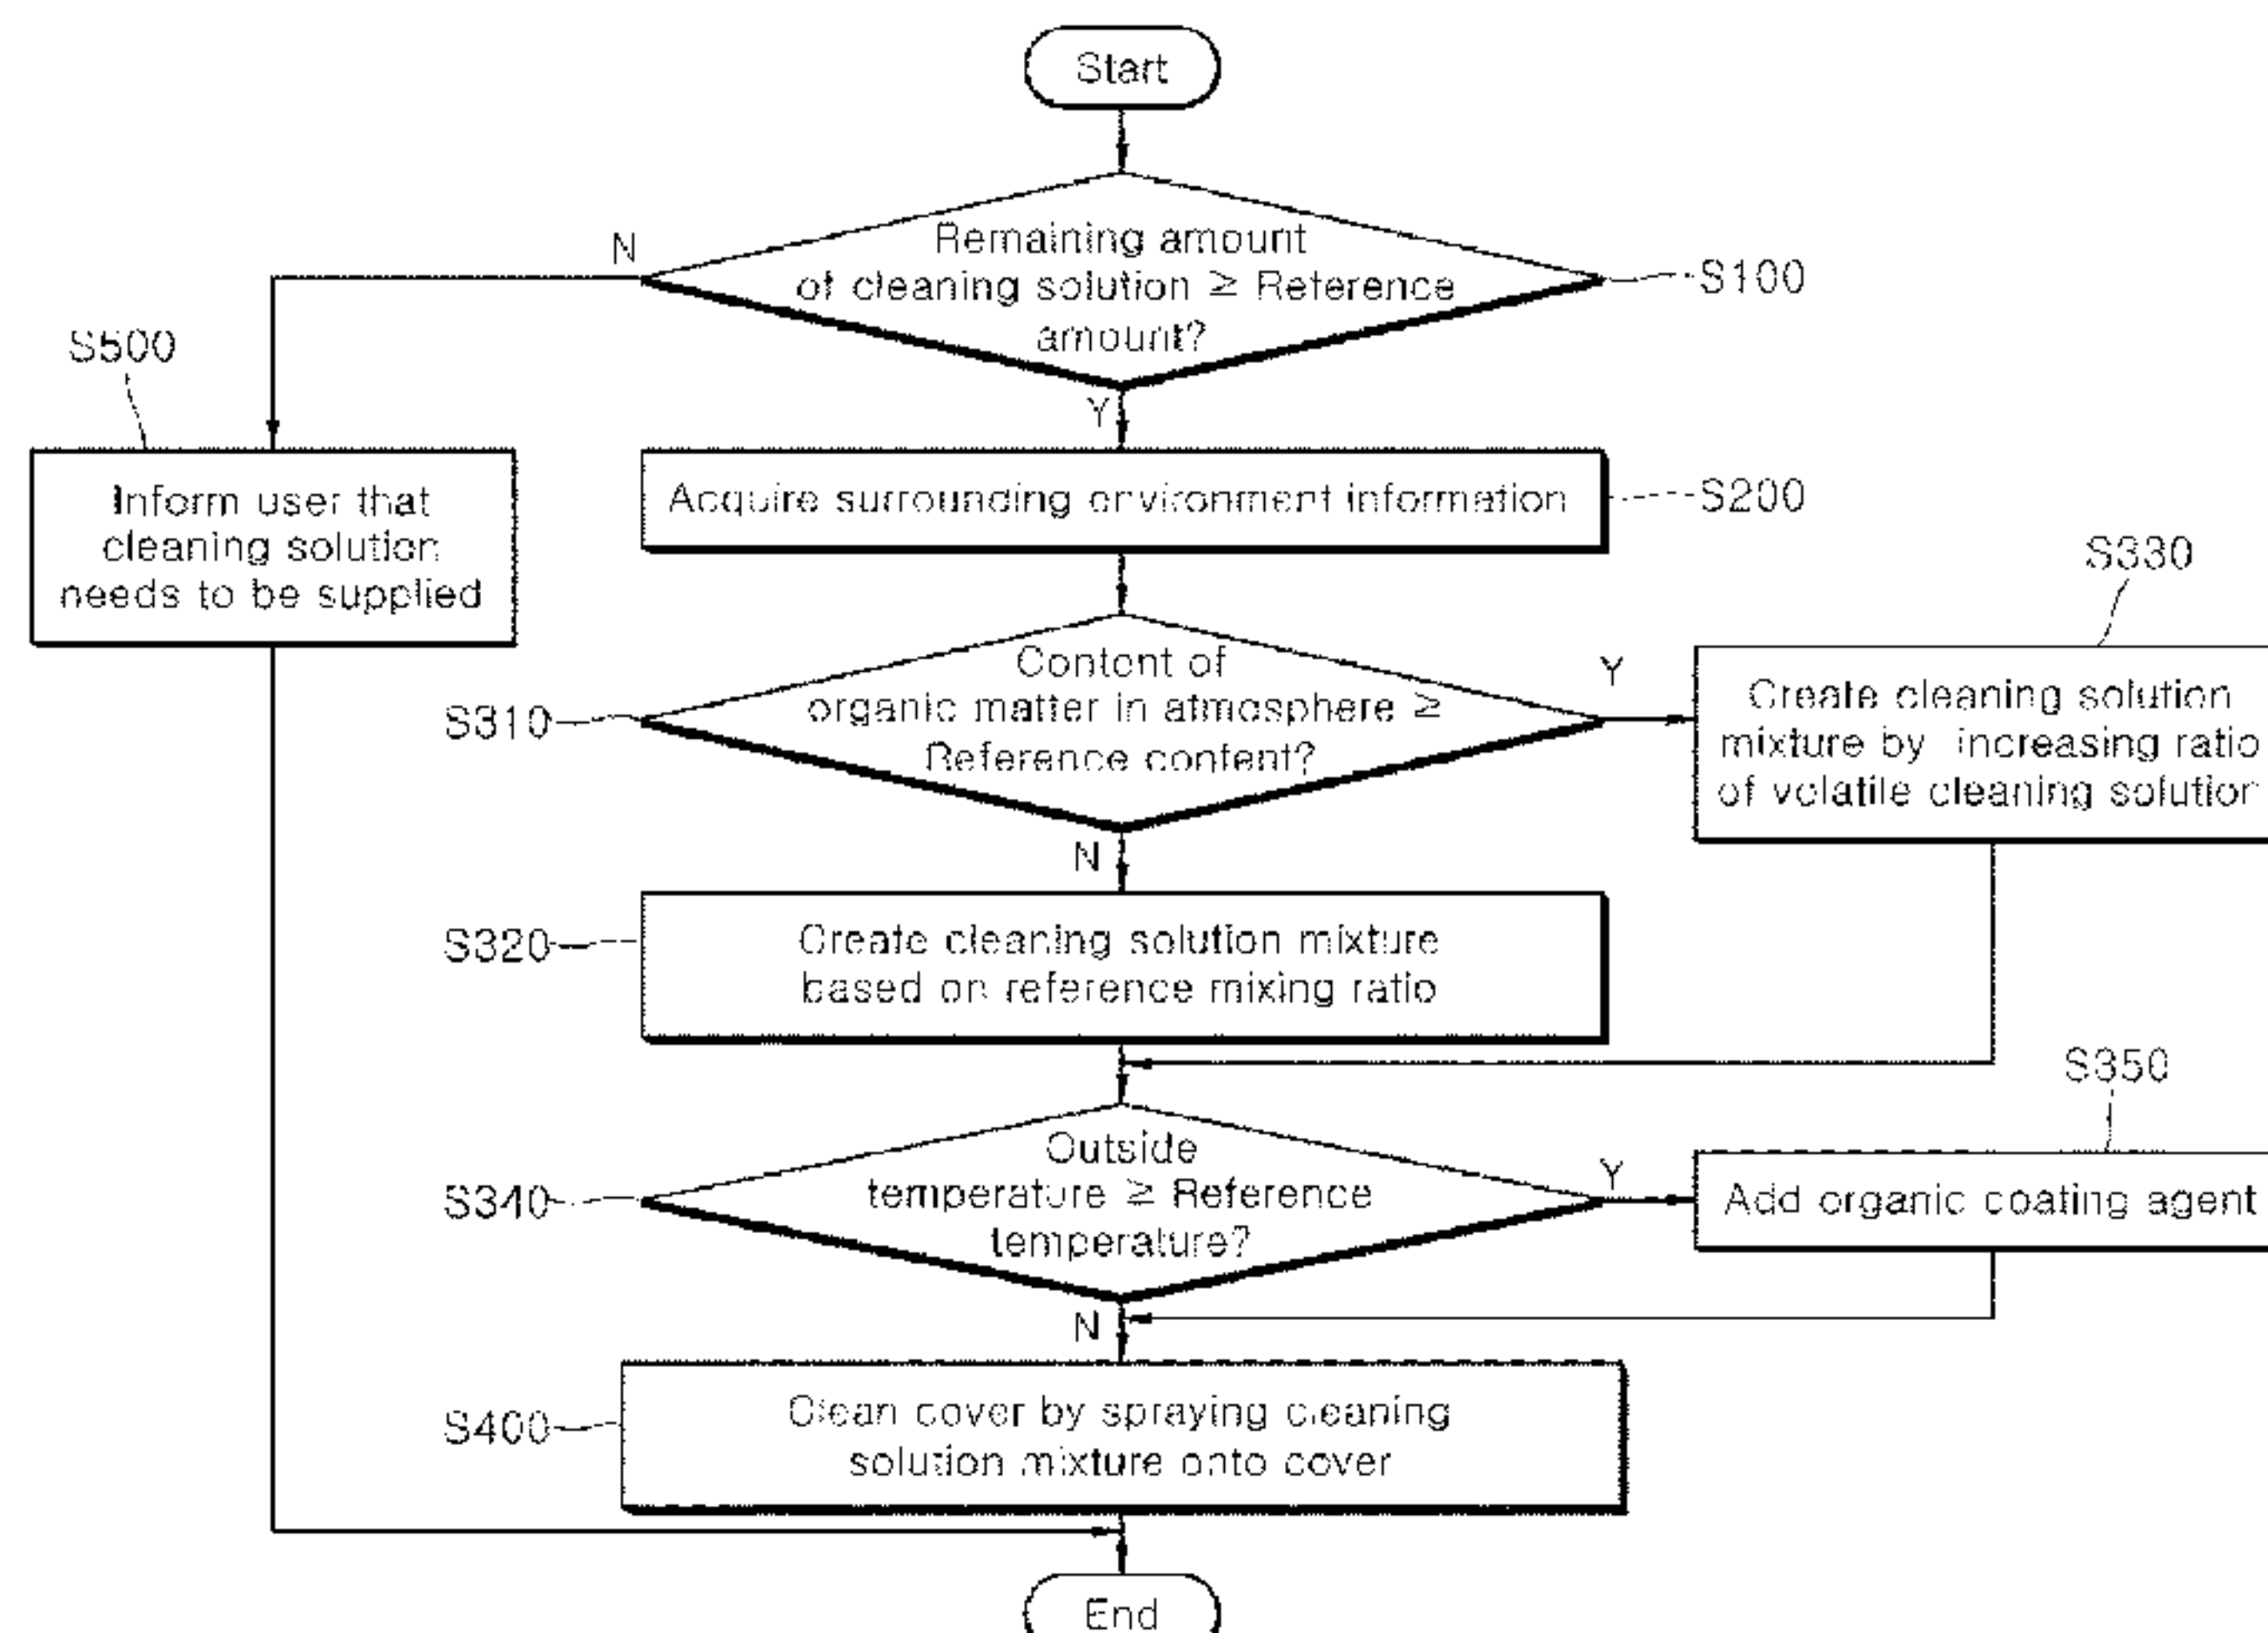 Start
N
Remaining amount
of cleaning solution ≥ Reference
amount?
S100
S500
Y
Inform user that
cleaning solution
needs to be supplied
Acquire surrounding environment information
S200
S330
S310
Content of
organic matter in atmosphere ≥
Reference content?
Y
Create cleaning solution
mixture by increasing ratio
of volatile cleaning solution
N
S320
Create cleaning solution mixture
based on reference mixing ratio
S350
S340
Outside
temperature ≥ Reference
temperature?
Y
Add organic coating agent
N
S400
Clean cover by spraying cleaning
solution mixture onto cover
End